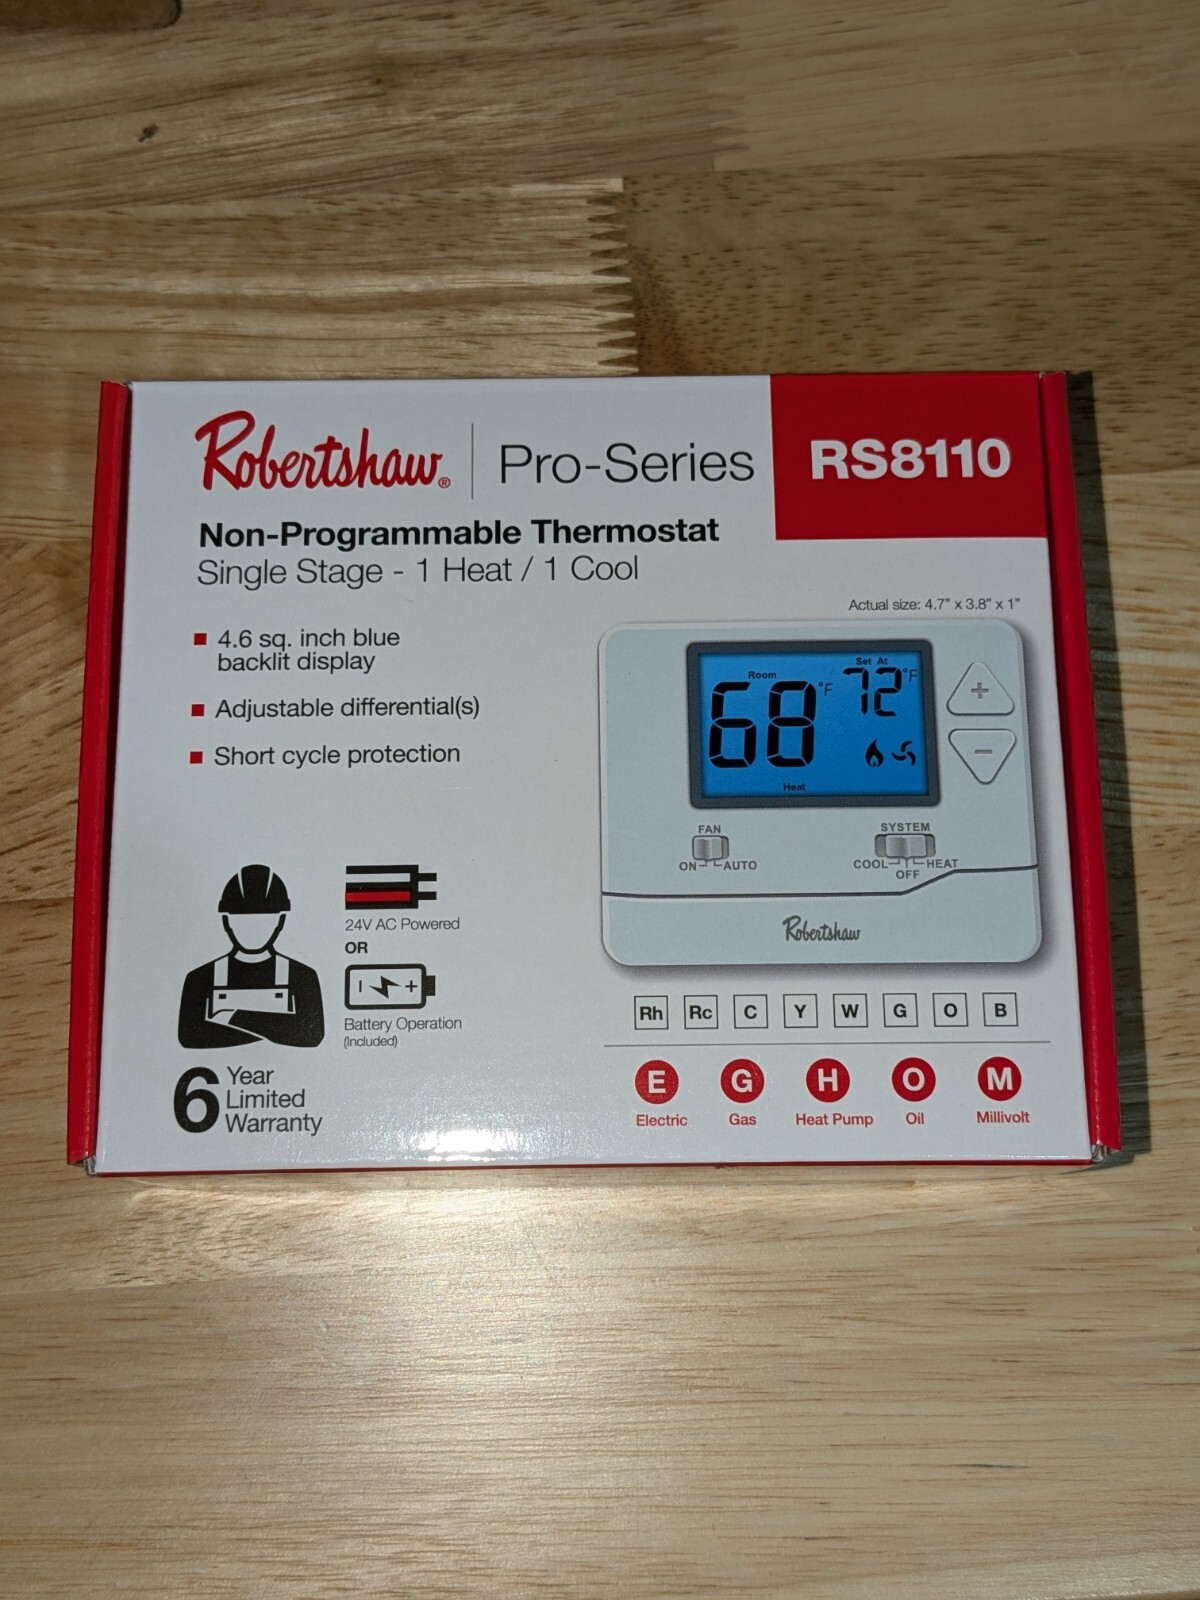 Robertshaw® Pro-Series
RS8110
Non-Programmable Thermostat
Single Stage - 1 Heat / 1 Cool
4.6 sq. inch blue
backlit display
Adjustable differential(s)
Short cycle protection
Actual size: 4.7" x 3.8" x 1"
Room
68 °F
Set At
72 °F
Heat
+
−
FAN
ON AUTO
SYSTEM
COOL HEAT
OFF
Robertshaw
24V AC Powered
OR
Battery Operation
(Included)
6 Year
Limited
Warranty
Rh Rc C Y W G O B
E G H O M
Electric Gas Heat Pump Oil Millivolt